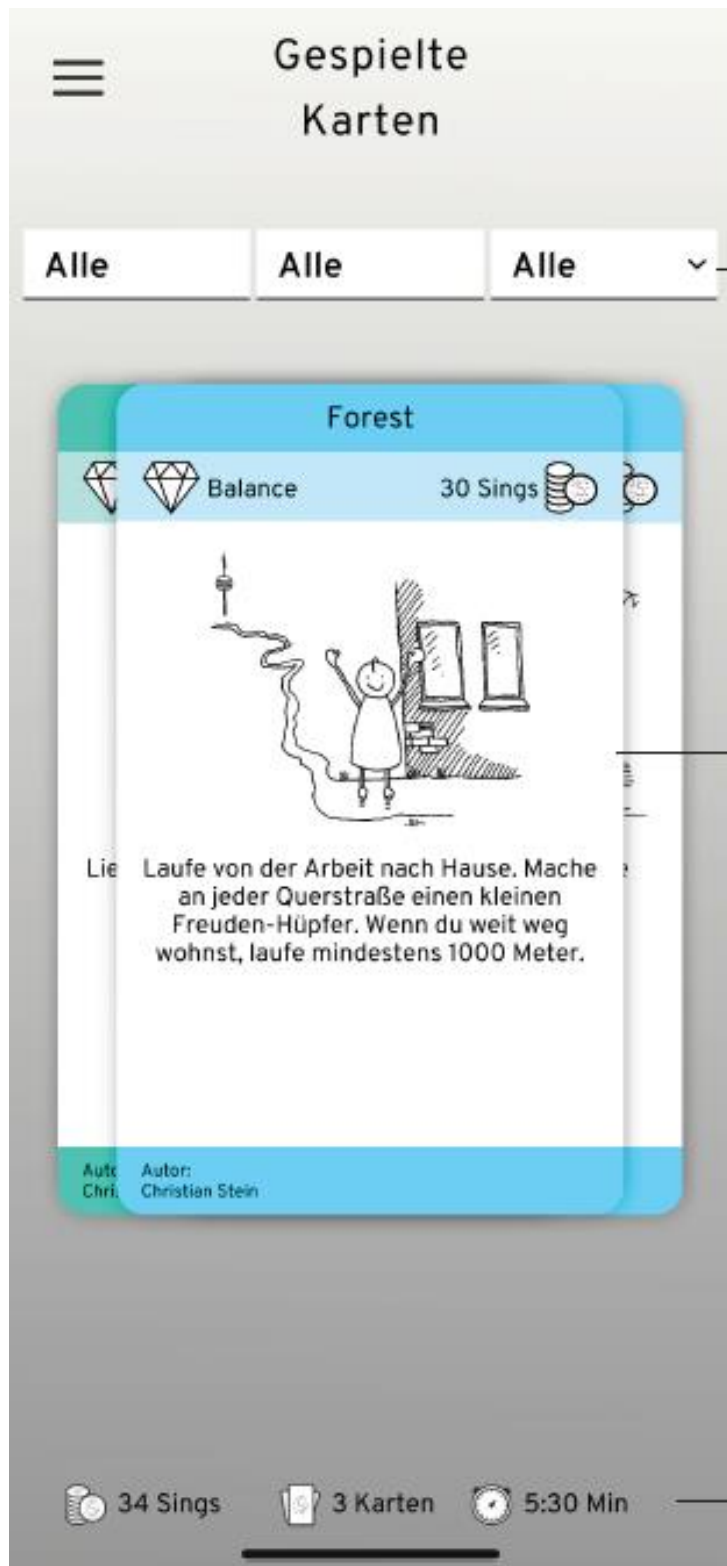 Gespielte
Karten
Alle Alle Alle
Forest
Balance 30 Sings
Lie
Laufe von der Arbeit nach Hause. Mache
an jeder Querstraße einen kleinen
Freuden-Hüpfer. Wenn du weit weg
wohnst, laufe mindestens 1000 Meter.
Autor:
Christian Stein
34 Sings 3 Karten 5:30 Min